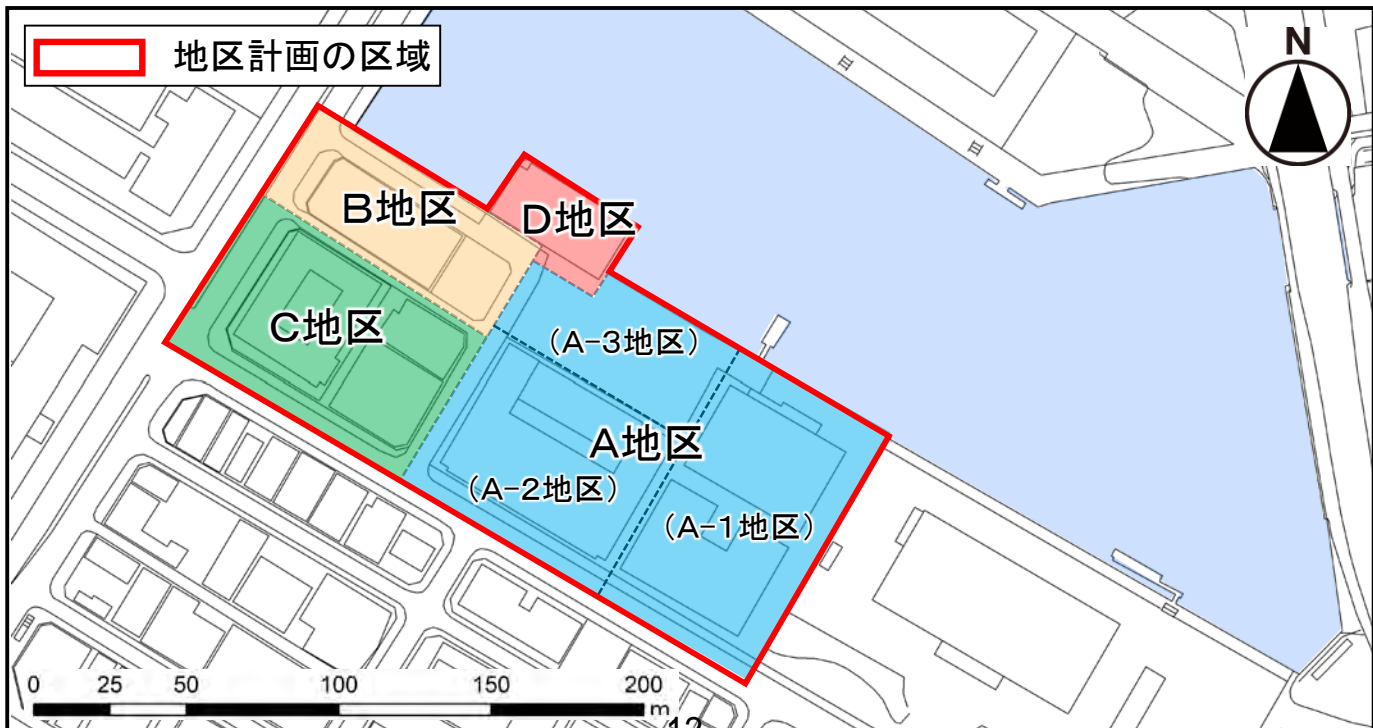 地区計画の区域
N
B地区
D地区
C地区
（A-3地区）
A地区
（A-2地区）
（A-1地区）
0 25 50 100 150 200
m
12